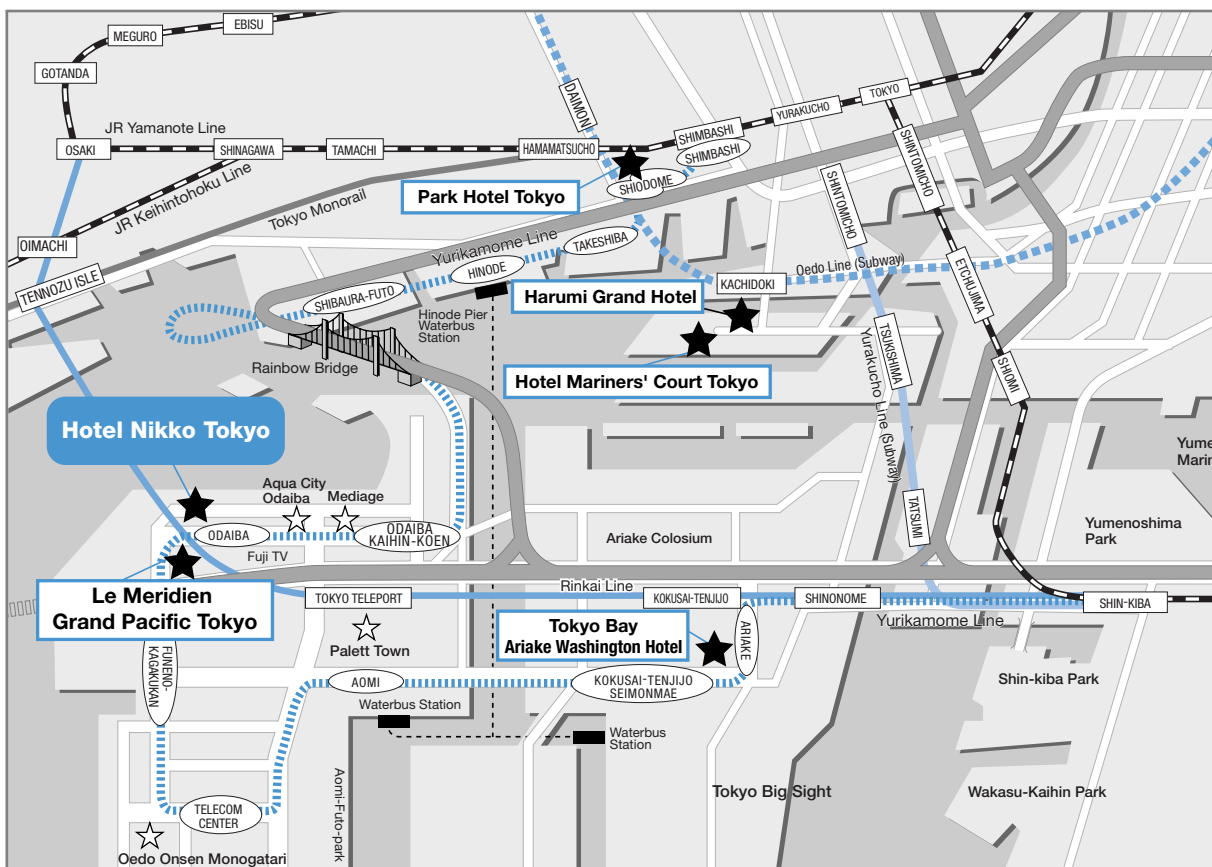 EBISU
MEGURO
GOTANDA
JR Yamanote Line
OSAKI
SHINAGAWA
TAMACHI
HAMAMATSUCHO
DAIMON
SHIMBASHI
SHIMBASHI
YURAKUCHO
TOKYO
SHIODOME
Park Hotel Tokyo
JR Keihintohoku Line
Tokyo Monorail
SHINTOMICHO
SHINTOMICHO
OIMACHI
TENNOZU ISLE
Yurikamome Line
TAKESHIBA
HINODE
SHIBAURA-FUTO
Oedo Line (Subway)
KACHIDOKI
ETCHUJIMA
Harumi Grand Hotel
Hinode Pier
Waterbus
Station
Rainbow Bridge
Hotel Mariners' Court Tokyo
TSUKISHIMA
Yurakucho Line (Subway)
SHIOMI
Hotel Nikko Tokyo
Yume
Marin
Aqua City
Odaiba
Mediage
ODAIBA
ODAIBA
KAIHIN-KOEN
Fuji TV
Ariake Colosium
TATSUMI
Yumenoshima
Park
Le Meridien
Grand Pacific Tokyo
TOKYO TELEPORT
Rinkai Line
KOKUSAI-TENJIJO
SHINONOME
SHIN-KIBA
Yurikamome Line
Tokyo Bay
Ariake Washington Hotel
ARIAKE
Palett Town
FUNENO-
KAGAKUKAN
AOMI
KOKUSAI-TENJIJO
SEIMONMAE
Shin-kiba Park
Waterbus Station
Waterbus
Station
Aomi-Futo-park
Tokyo Big Sight
Wakasu-Kaihin Park
TELECOM
CENTER
Oedo Onsen Monogatari